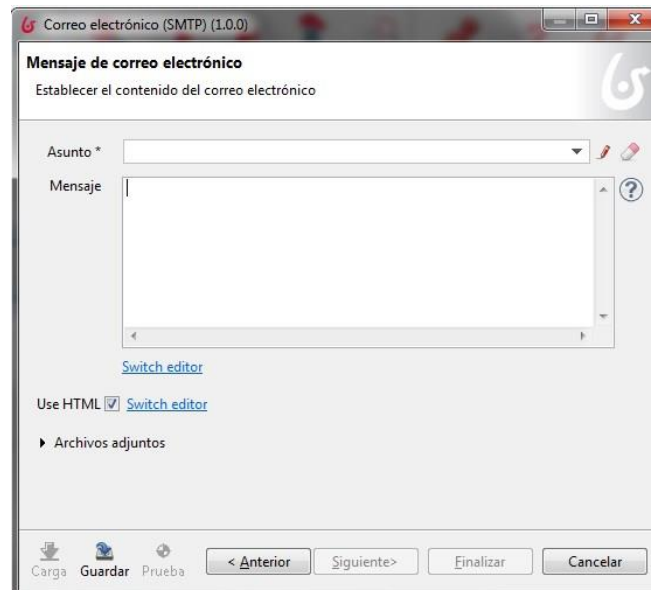 Correo electrónico (SMTP) (1.0.0)
Mensaje de correo electrónico
Establecer el contenido del correo electrónico
Asunto *
Mensaje
Switch editor
Use HTML Switch editor
Archivos adjuntos
Carga Guardar Prueba < Anterior Siguiente> Finalizar Cancelar